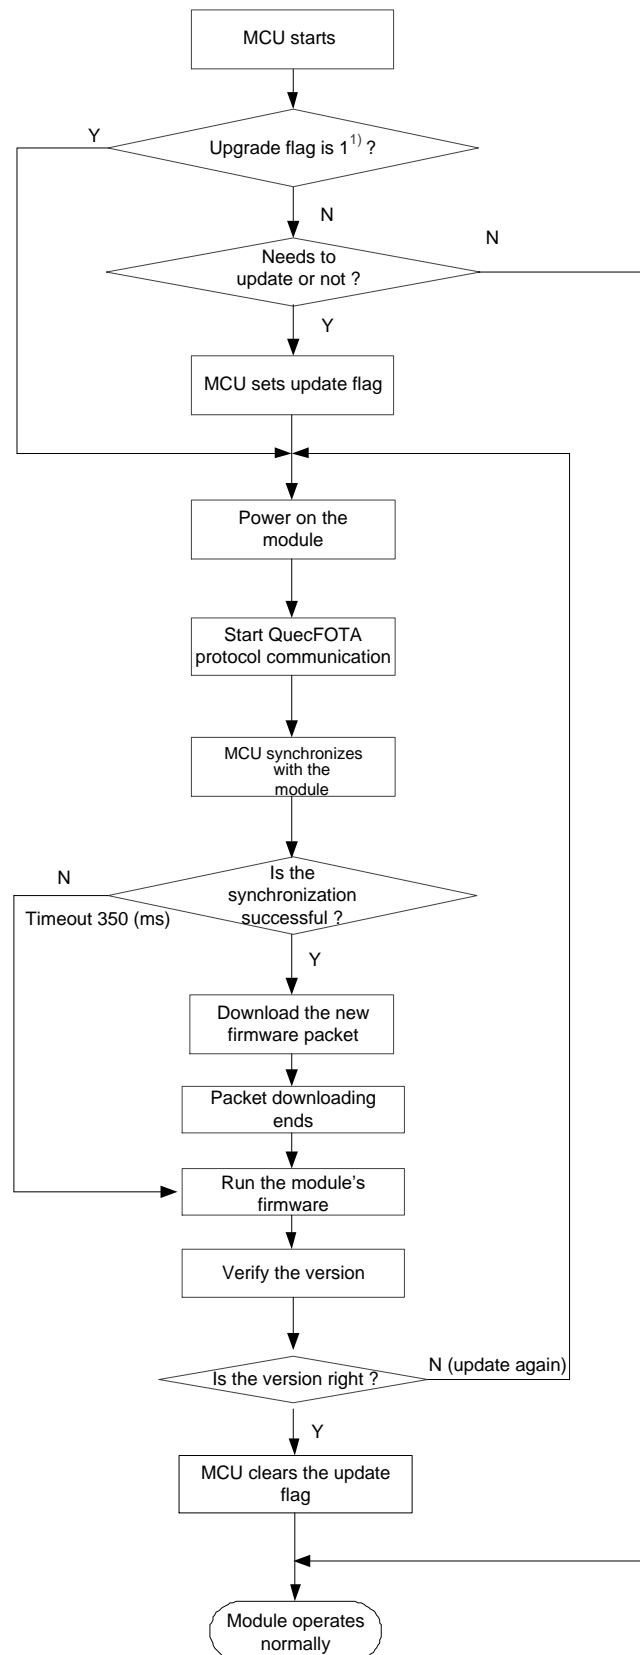 MCU starts
Y
Upgrade flag is 1¹⁾ ?
N
N
Needs to
update or not ?
Y
MCU sets update flag
Power on the
module
Start QuecFOTA
protocol communication
MCU synchronizes
with the
module
N
Is the
synchronization
successful ?
Timeout 350 (ms)
Y
Download the new
firmware packet
Packet downloading
ends
Run the module's
firmware
Verify the version
N (update again)
Is the version right ?
Y
MCU clears the update
flag
Module operates
normally